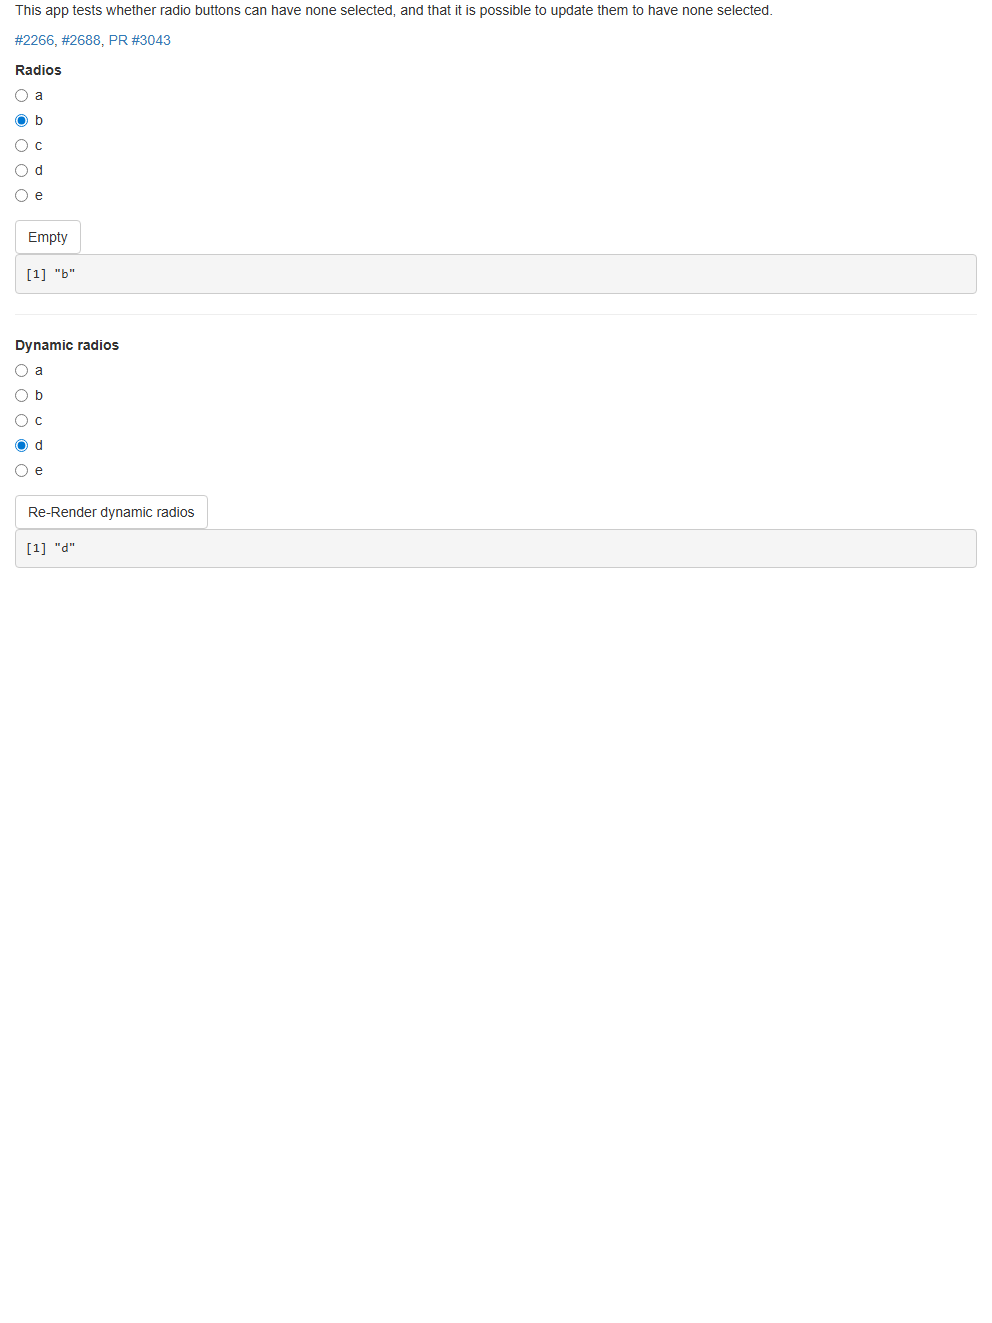 This app tests whether radio buttons can have none selected, and that it is possible to update them to have none selected.
#2266, #2688, PR #3043
Radios
a
b
c
d
e
Empty
[1] "b"
Dynamic radios
a
b
c
d
e
Re-Render dynamic radios
[1] "d"